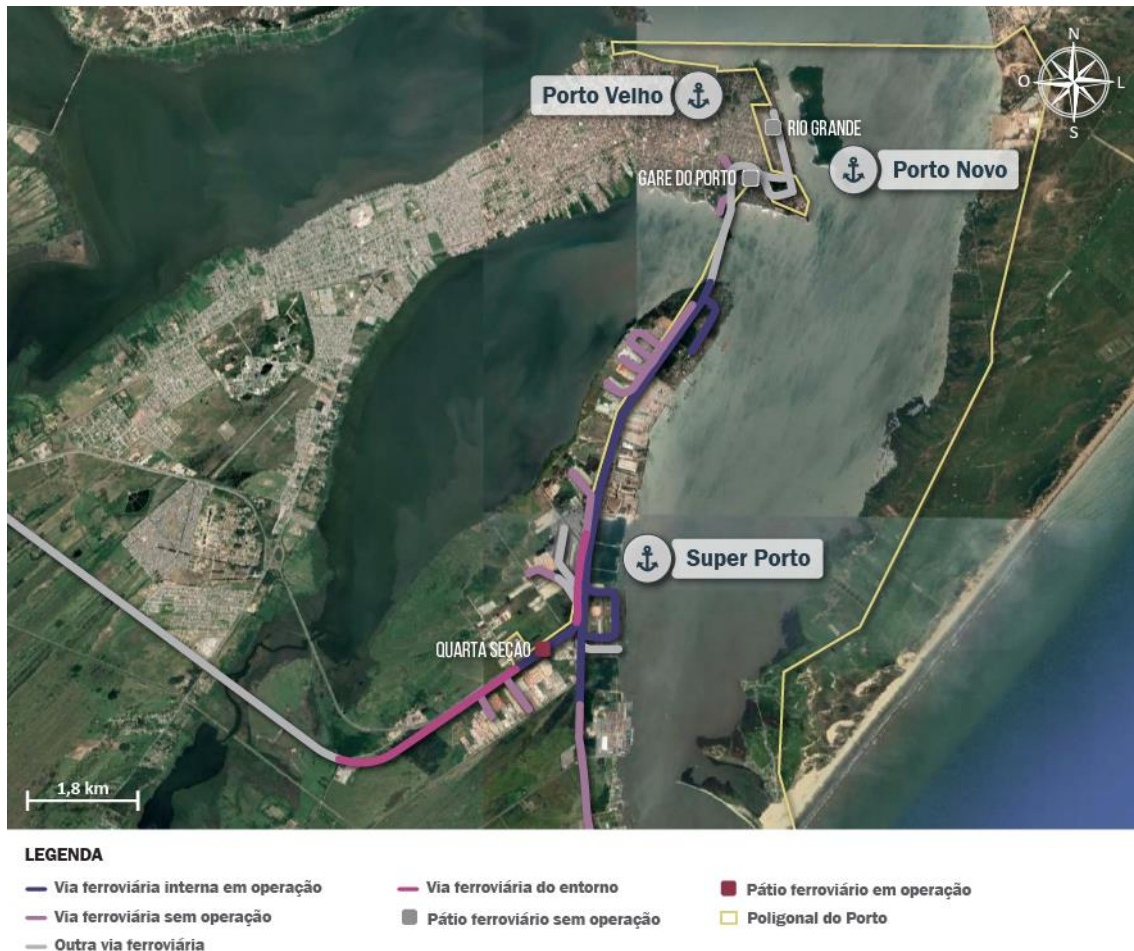 N
O
L
S
Porto Velho
RIO GRANDE
GARE DO PORTO
Porto Novo
Super Porto
QUARTA SEÇÃO
1,8 km
LEGENDA
Via ferroviária interna em operação
Via ferroviária do entorno
Pátio ferroviário em operação
Via ferroviária sem operação
Pátio ferroviário sem operação
Poligonal do Porto
Outra via ferroviária